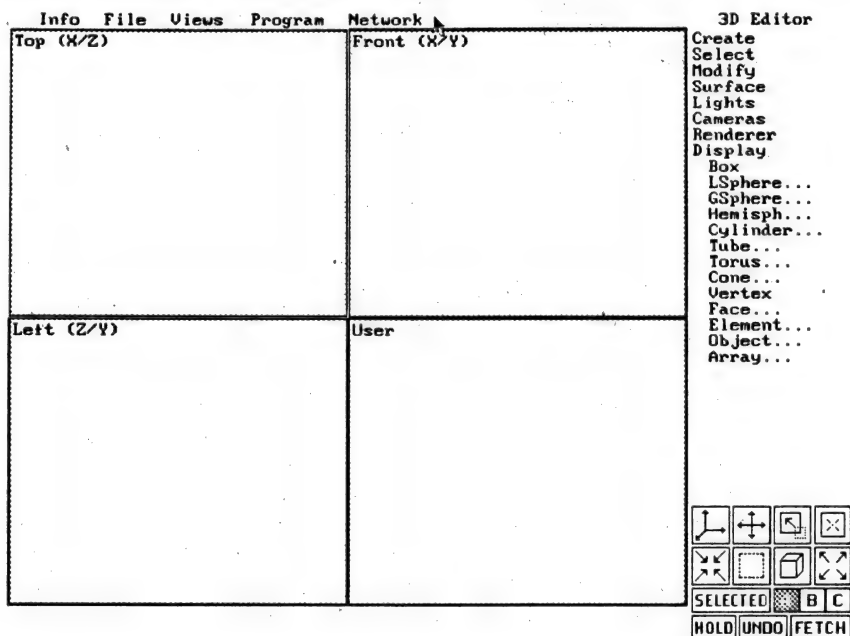 Info File Views Program Network
3D Editor
Top (X/Z)
Front (X/Y)
Left (Z/Y)
User
Create
Select
Modify
Surface
Lights
Cameras
Renderer
Display
Box
LSphere...
GSphere...
Hemisph...
Cylinder...
Tube...
Torus...
Cone...
Vertex
Face...
Element...
Object...
Array...
SELECTED B C
HOLD UNDO FETCH